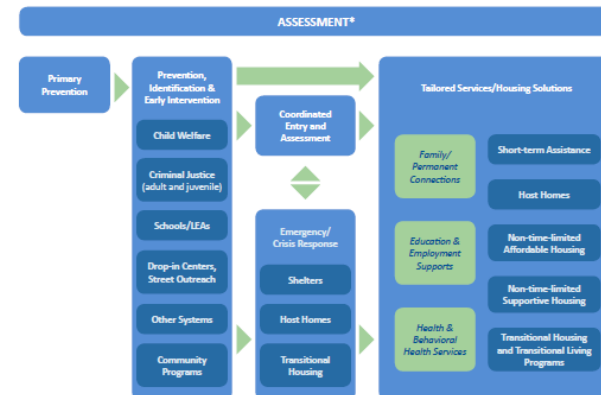 ASSESSMENT*
Primary
Prevention
Prevention,
Identification &
Early Intervention
Child Welfare
Criminal Justice
(adult and juvenile)
Schools/LEAs
Drop-in Centers,
Street Outreach
Other Systems
Community
Programs
Coordinated
Entry and
Assessment
Emergency/
Crisis Response
Shelters
Host Homes
Transitional
Housing
Tailored Services/Housing Solutions
Family/
Permanent
Connections
Education &
Employment
Supports
Health &
Behavioral
Health Services
Short-term Assistance
Host Homes
Non-time-limited
Affordable Housing
Non-time-limited
Supportive Housing
Transitional Housing
and Transitional Living
Programs